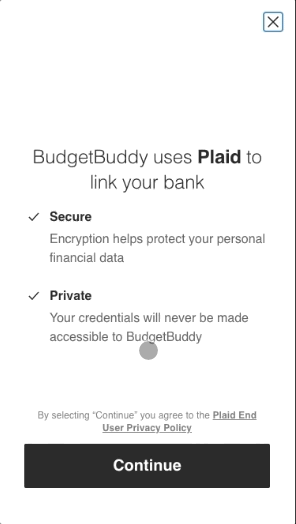 BudgetBuddy uses Plaid to
link your bank
Secure
Encryption helps protect your personal
financial data
Private
Your credentials will never be made
accessible to BudgetBuddy
By selecting “Continue” you agree to the Plaid End
User Privacy Policy
Continue